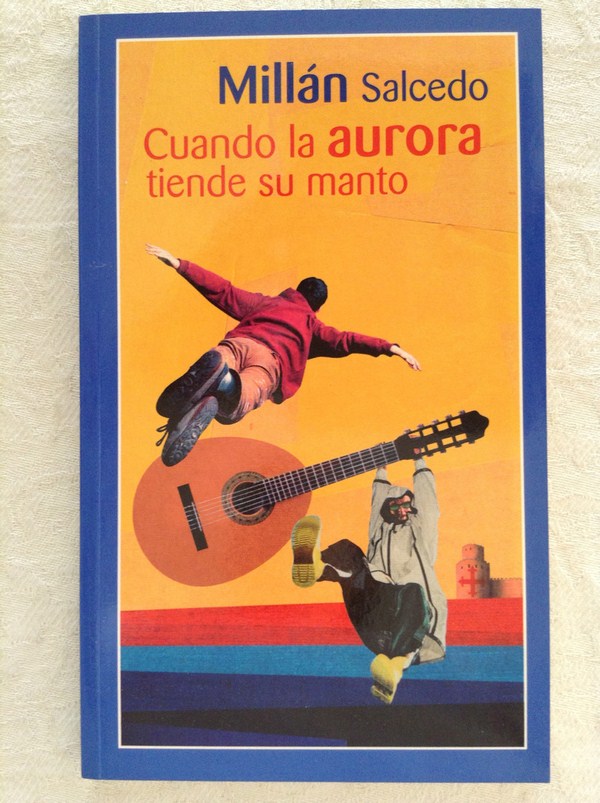 Millán Salcedo
Cuando la aurora
tiende su manto